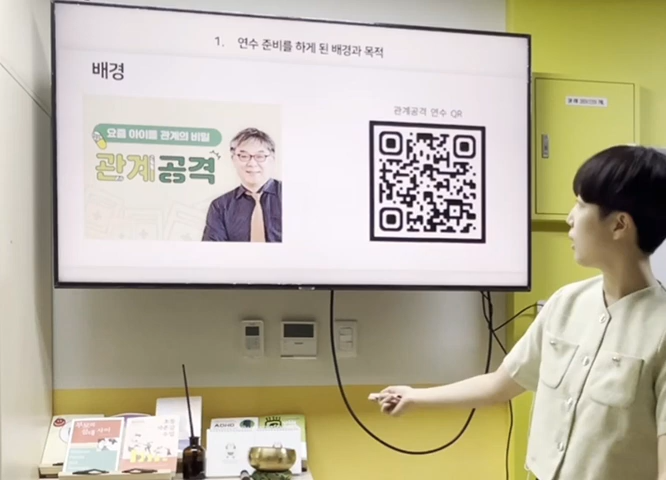 1. 연수 준비를 하게 된 배경과 목적
배경
요즘 아이들 관계의 비밀
관계공격
관계공격 연수 QR
ADHD